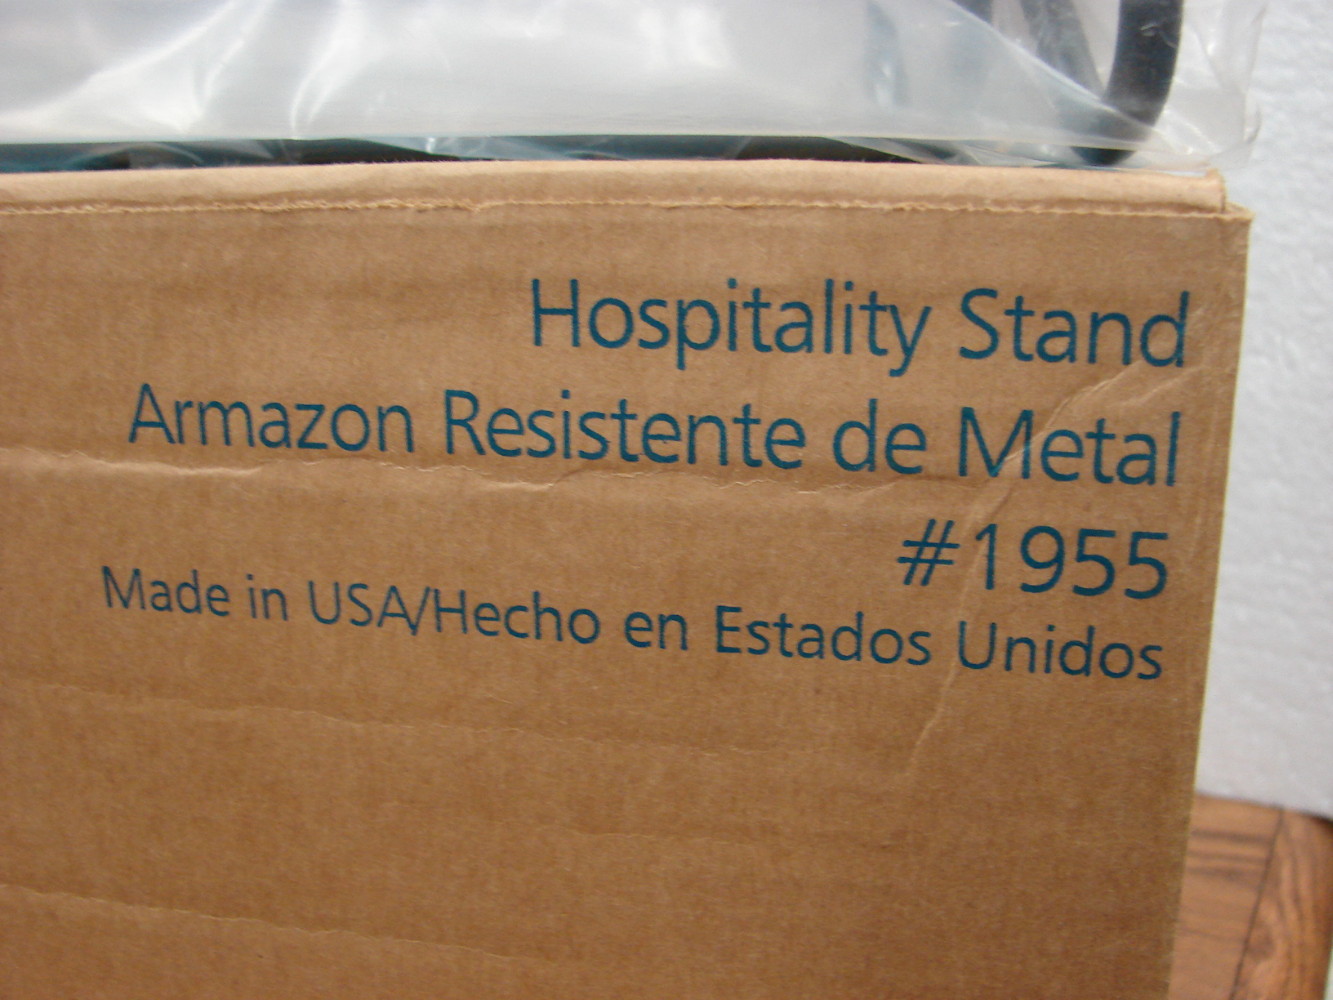 Hospitality Stand
Armazon Resistente de Metal
#1955
Made in USA/Hecho en Estados Unidos